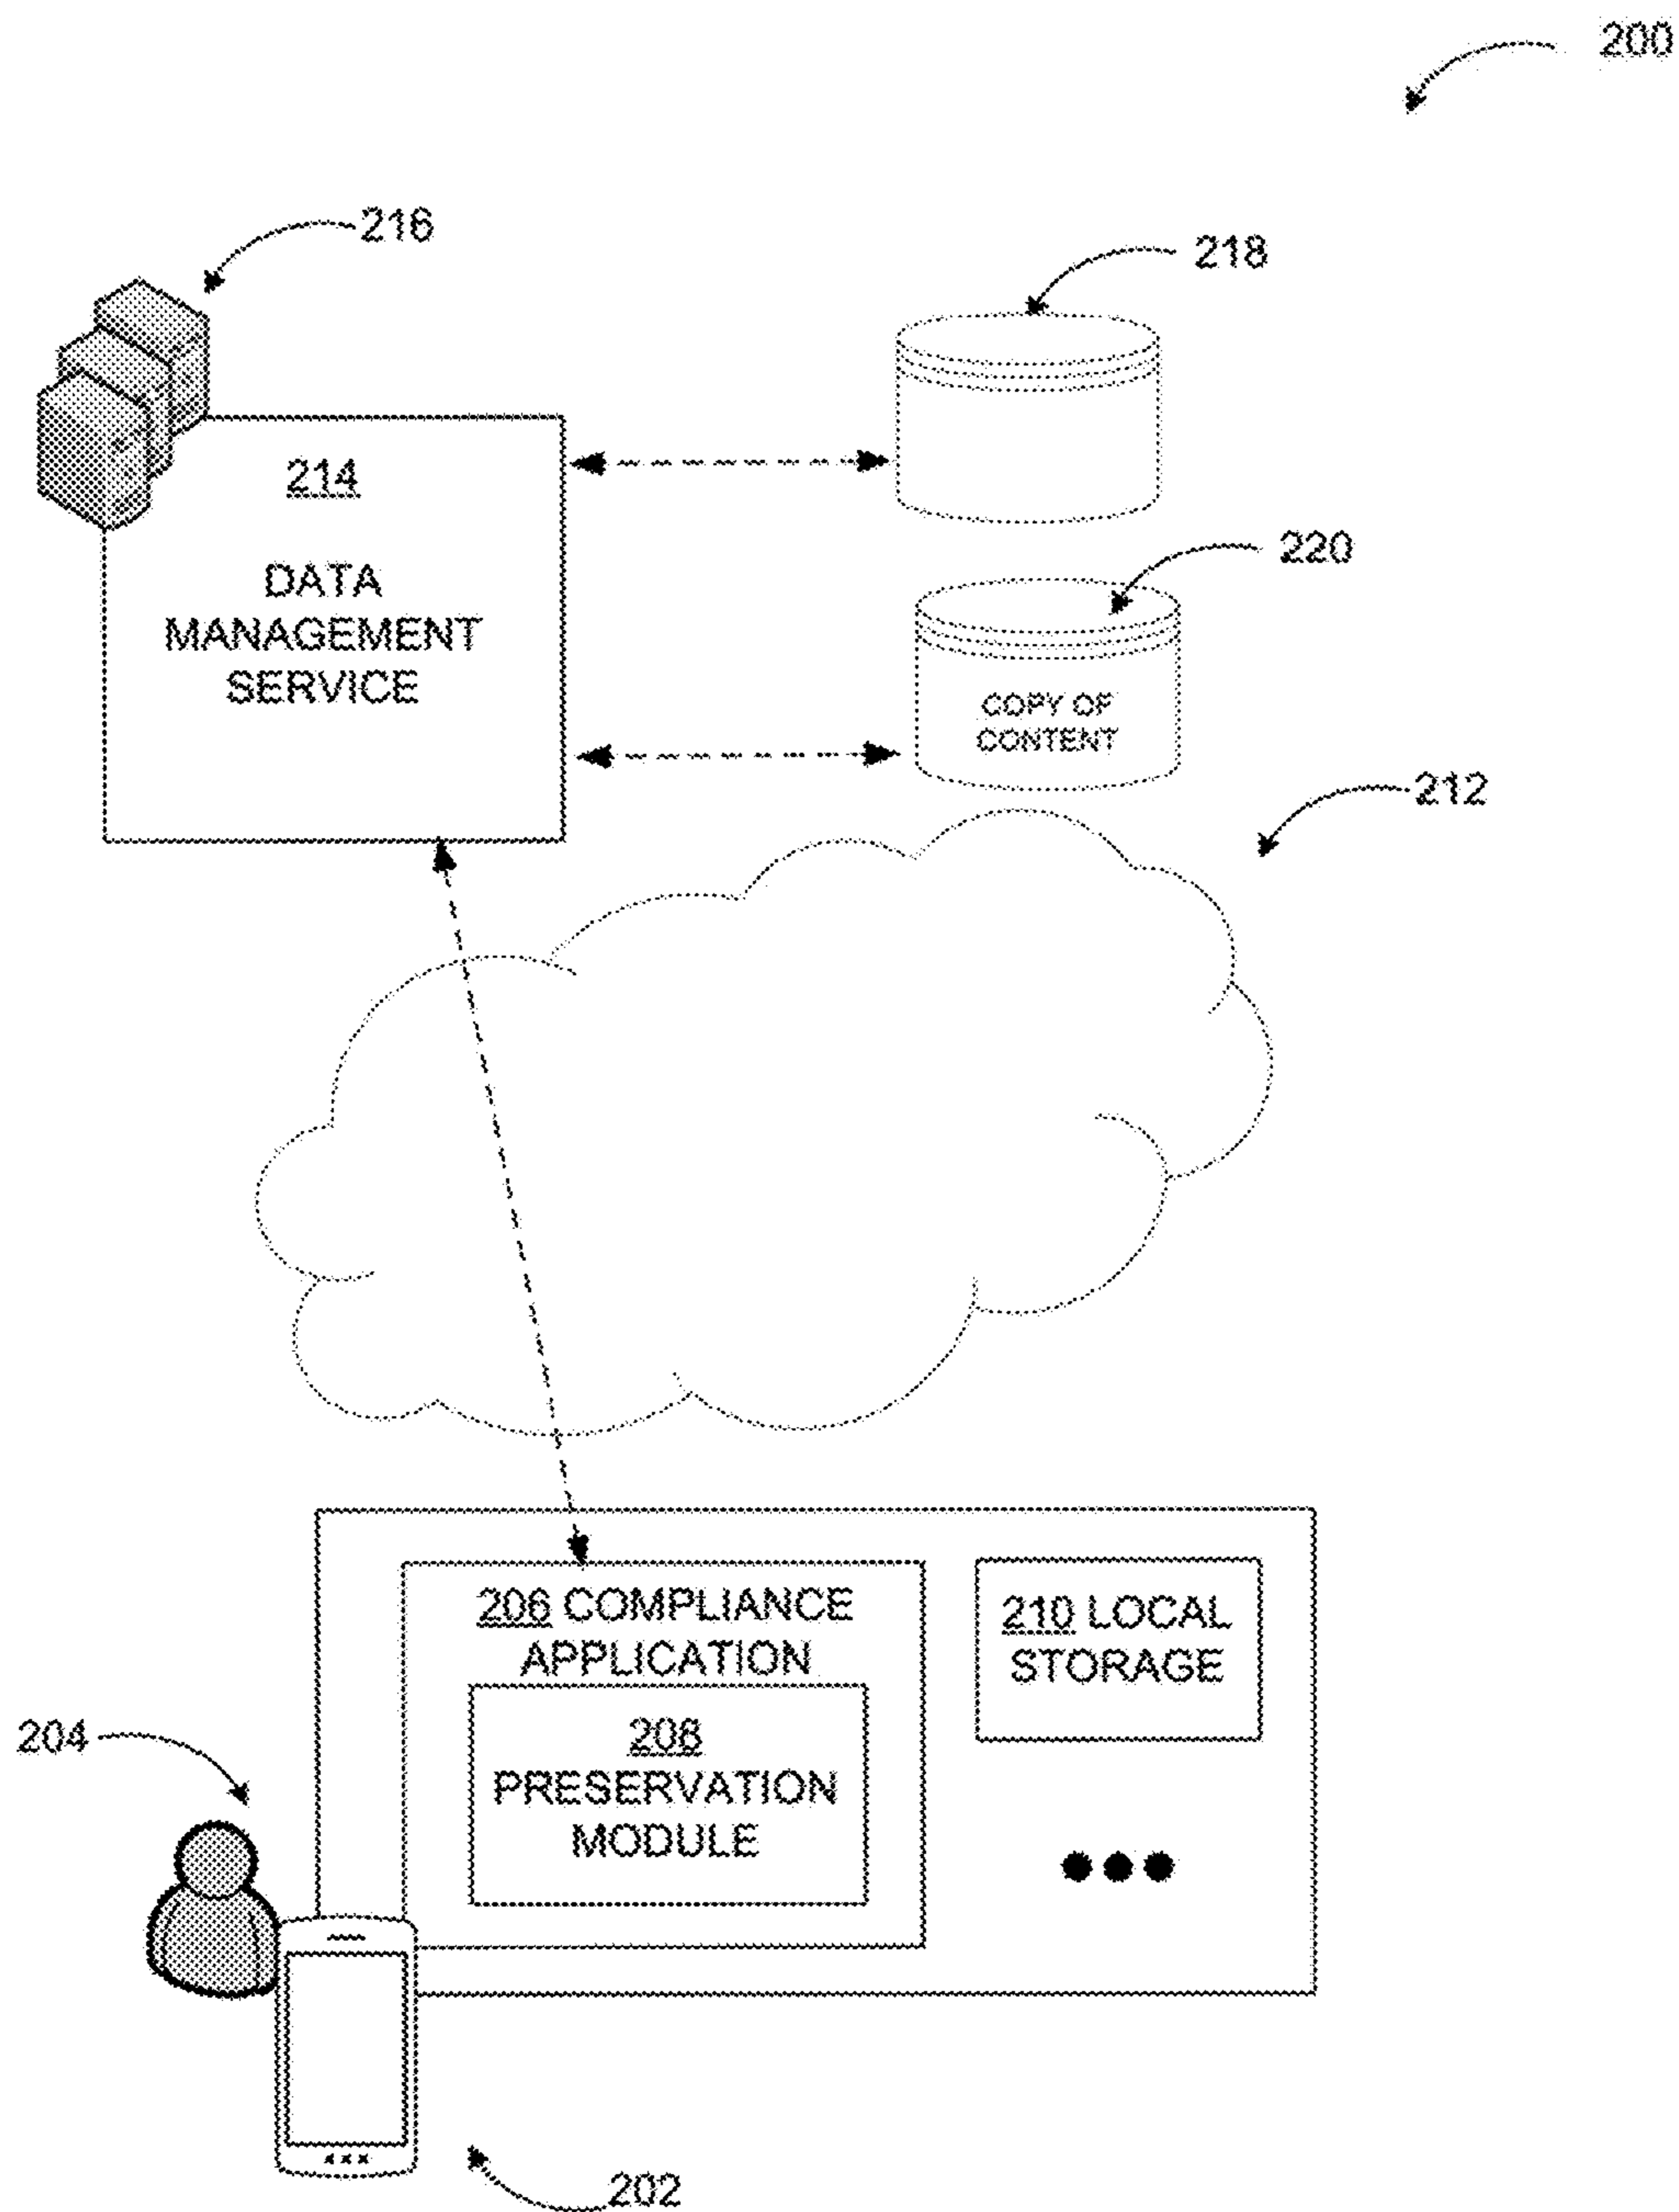 200
216
218
214
DATA
MANAGEMENT
SERVICE
220
COPY OF
CONTENT
212
206 COMPLIANCE
APPLICATION
210 LOCAL
STORAGE
208
PRESERVATION
MODULE
204
202